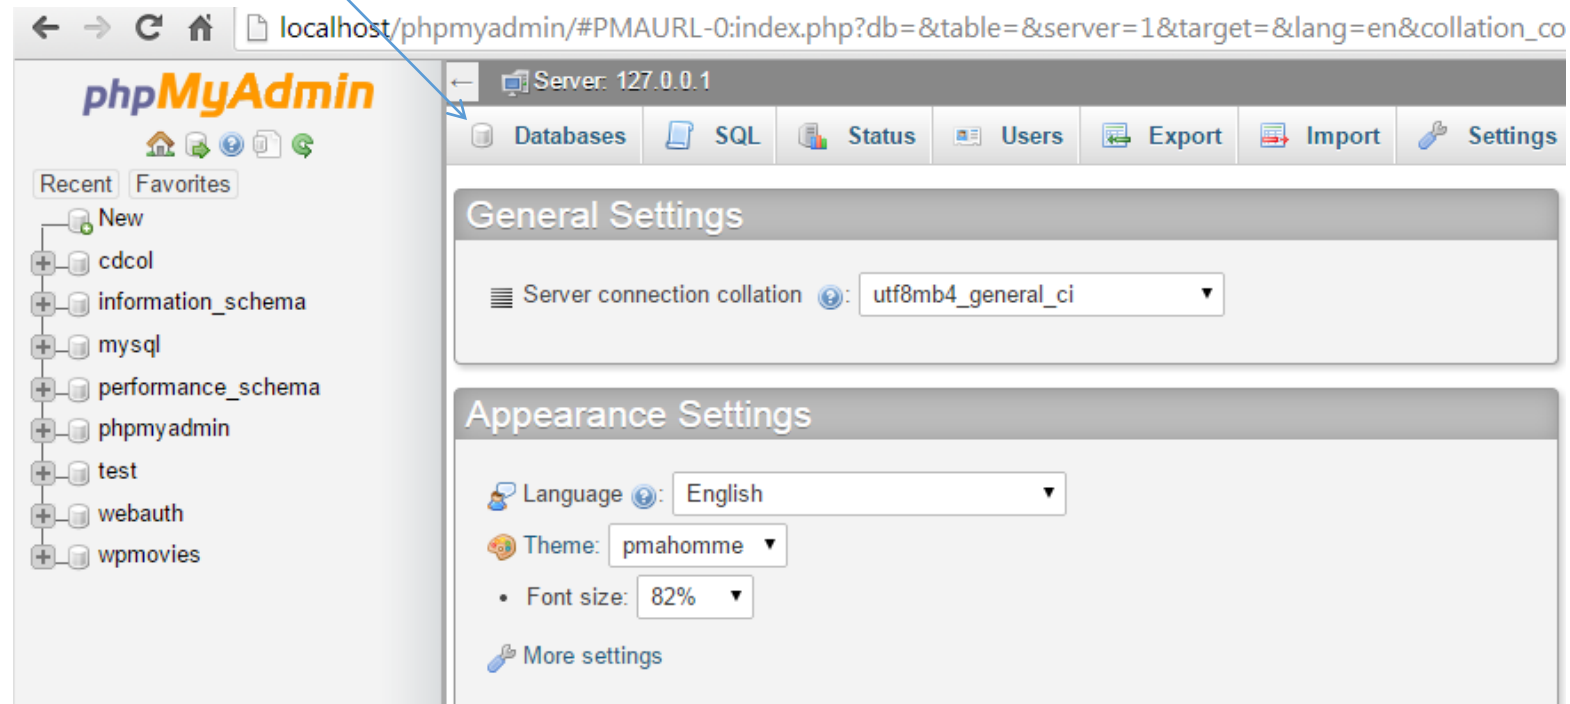 localhost/phpmyadmin/#PMAURL-0:index.php?db=&table=&server=1&target=&lang=en&collation_co
phpMyAdmin
Recent Favorites
New
cdcol
information_schema
mysql
performance_schema
phpmyadmin
test
webauth
wpmovies
Server: 127.0.0.1
Databases SQL Status Users Export Import Settings
General Settings
Server connection collation : utf8mb4_general_ci
Appearance Settings
Language : English
Theme: pmahomme
• Font size: 82%
More settings